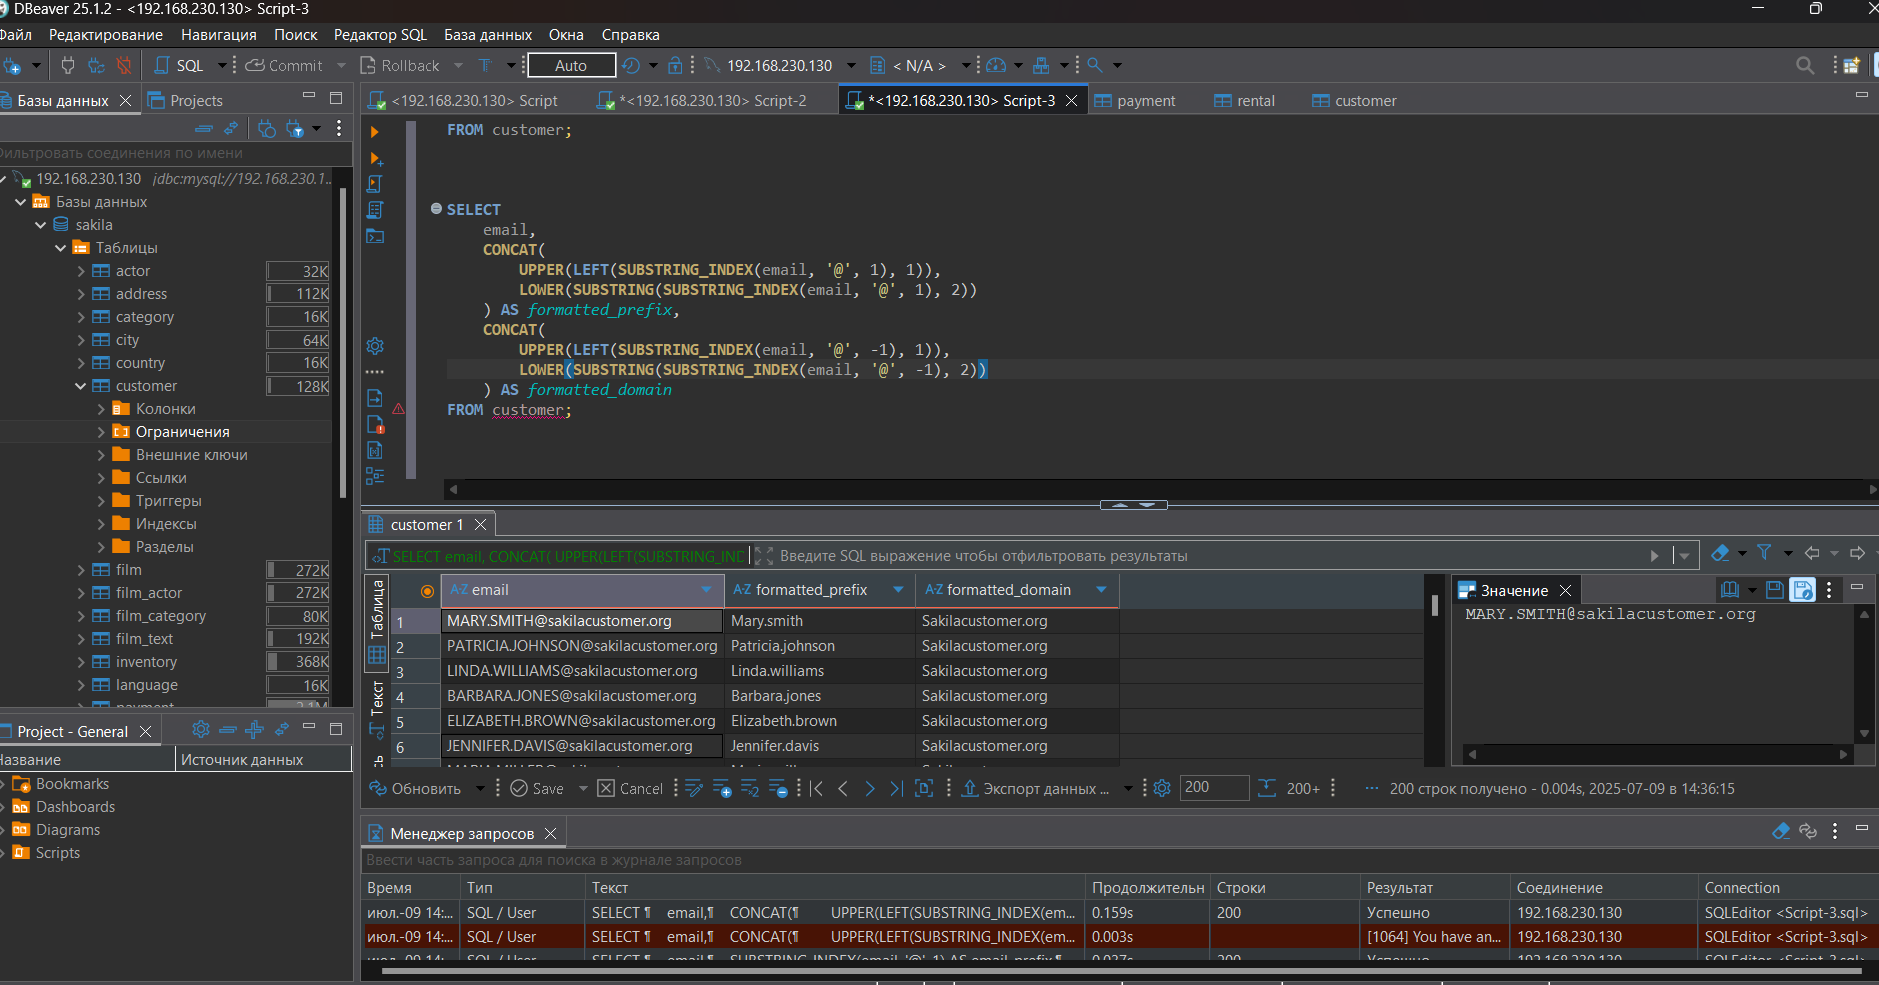 DBeaver 25.1.2 - <192.168.230.130> Script-3
Файл Редактирование Навигация Поиск Редактор SQL База данных Окна Справка
SQL Commit Rollback Auto 192.168.230.130 < N/A >
Базы данных Projects
<192.168.230.130> Script *<192.168.230.130> Script-2 *<192.168.230.130> Script-3 payment rental customer
Фильтровать соединения по имени
192.168.230.130 jdbc:mysql://192.168.230.1...
Базы данных
sakila
Таблицы
actor 32K
address 112K
category 16K
city 64K
country 16K
customer 128K
Колонки
Ограничения
Внешние ключи
Ссылки
Триггеры
Индексы
Разделы
film 272K
film_actor 272K
film_category 80K
film_text 192K
inventory 368K
language 16K
payment 2.1M
FROM customer;
SELECT
email,
CONCAT(
UPPER(LEFT(SUBSTRING_INDEX(email, '@', 1), 1)),
LOWER(SUBSTRING(SUBSTRING_INDEX(email, '@', 1), 2))
) AS formatted_prefix,
CONCAT(
UPPER(LEFT(SUBSTRING_INDEX(email, '@', -1), 1)),
LOWER(SUBSTRING(SUBSTRING_INDEX(email, '@', -1), 2))
) AS formatted_domain
FROM customer;
customer 1
SELECT email, CONCAT( UPPER(LEFT(SUBSTRING_IND Введите SQL выражение чтобы отфильтровать результаты
Таблица
Текст
email formatted_prefix formatted_domain
1 MARY.SMITH@sakilacustomer.org Mary.smith Sakilacustomer.org
2 PATRICIA.JOHNSON@sakilacustomer.org Patricia.johnson Sakilacustomer.org
3 LINDA.WILLIAMS@sakilacustomer.org Linda.williams Sakilacustomer.org
4 BARBARA.JONES@sakilacustomer.org Barbara.jones Sakilacustomer.org
5 ELIZABETH.BROWN@sakilacustomer.org Elizabeth.brown Sakilacustomer.org
6 JENNIFER.DAVIS@sakilacustomer.org Jennifer.davis Sakilacustomer.org
Значение
MARY.SMITH@sakilacustomer.org
Обновить Save Cancel Экспорт данных ... 200 200+ 200 строк получено - 0.004s, 2025-07-09 в 14:36:15
Project - General
Название Источник данных
Bookmarks
Dashboards
Diagrams
Scripts
Менеджер запросов
Ввести часть запроса для поиска в журнале запросов
Время Тип Текст Продолжительн Строки Результат Соединение Connection
июл.-09 14:... SQL / User SELECT ¶ email,¶ CONCAT(¶ UPPER(LEFT(SUBSTRING_INDEX(em... 0.159s 200 Успешно 192.168.230.130 SQLEditor <Script-3.sql>
июл.-09 14:... SQL / User SELECT ¶ email,¶ CONCAT(¶ UPPER(LEFT(SUBSTRING_INDEX(em... 0.003s [1064] You have an... 192.168.230.130 SQLEditor <Script-3.sql>